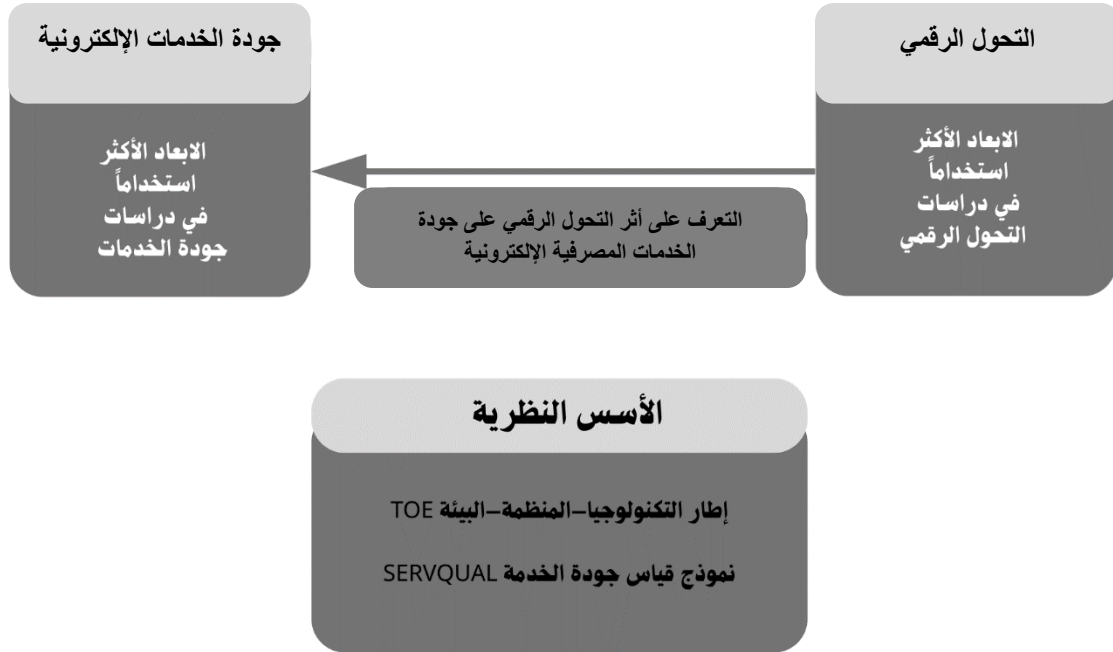 التحول الرقمي
الابعاد الأكثر
استخداماً
في دراسات
التحول الرقمي
التعرف على أثر التحول الرقمي على جودة
الخدمات المصرفية الإلكترونية
جودة الخدمات الإلكترونية
الابعاد الأكثر
استخداماً
في دراسات
جودة الخدمات
الأسس النظرية
إطار التكنولوجيا–المنظمة–البيئة TOE
نموذج قياس جودة الخدمة SERVQUAL